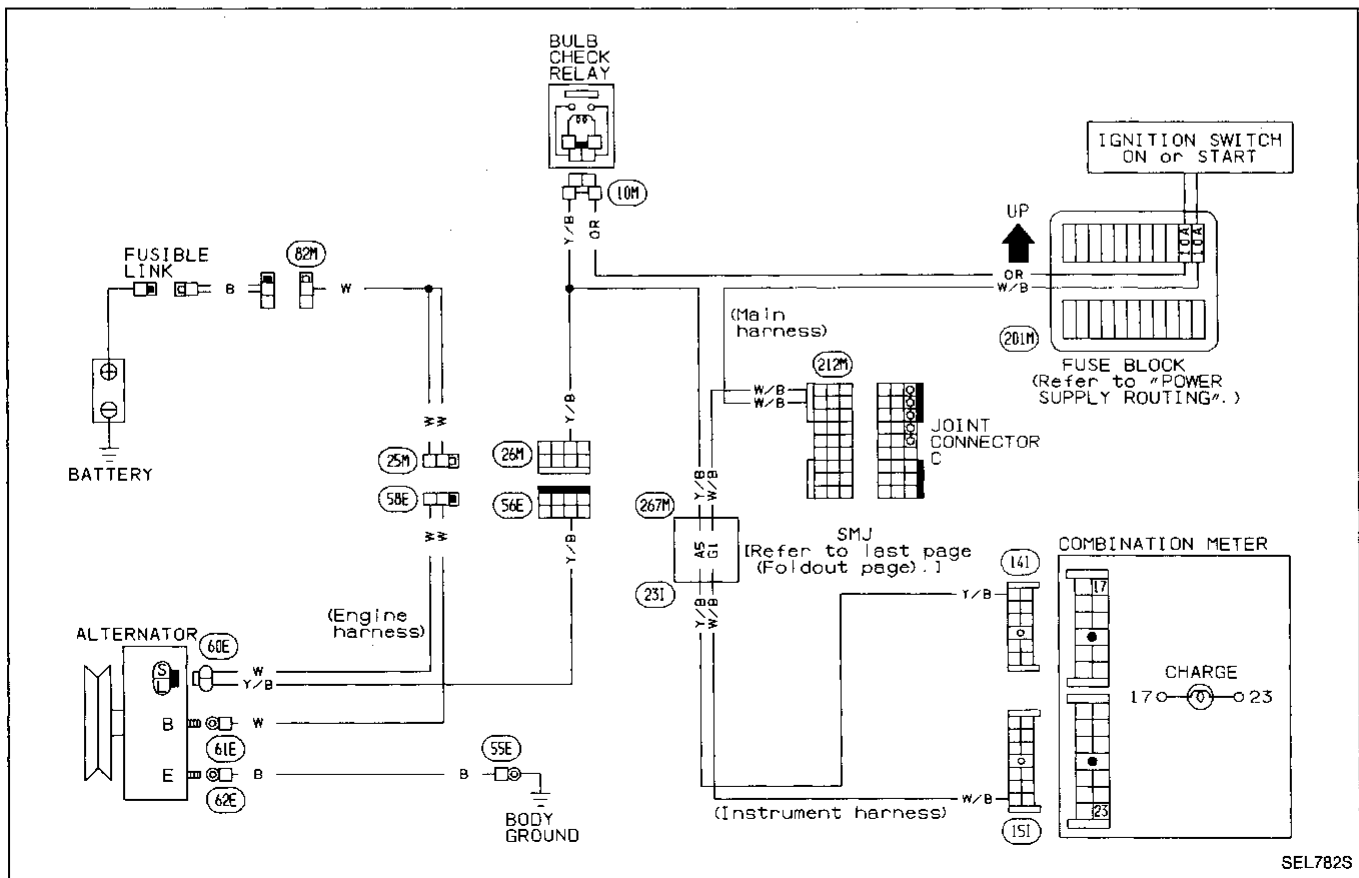 BULB
CHECK
RELAY
10M
Y/B
OR
IGNITION SWITCH
ON or START
UP
10A
10A
OR
W/B
201M
FUSE BLOCK
(Refer to "POWER
SUPPLY ROUTING".)
FUSIBLE
LINK
82M
B
W
BATTERY
W
W
25M
58E
W
W
Y/B
26M
56E
Y/B
(Main
harness)
212M
W/B
W/B
JOINT
CONNECTOR
C
Y/B
W/B
267M
A5
G1
SMJ
[Refer to last page
(Foldout page).]
23I
Y/B
W/B
COMBINATION METER
14I
Y/B
17
CHARGE
17
23
23
W/B
15I
(Instrument harness)
(Engine
harness)
ALTERNATOR
60E
S
L
W
Y/B
B
W
61E
E
B
B
62E
55E
BODY
GROUND
SEL782S